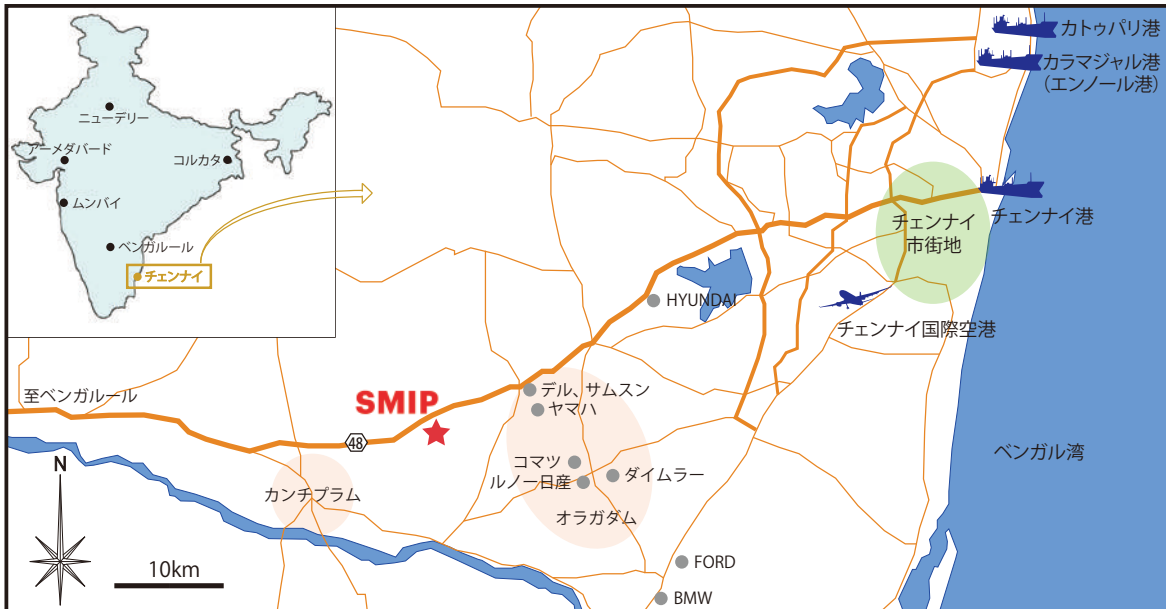 カトゥパリ港
カラマジャル港
(エンノール港)
ニューデリー
アーメダバード
コルカタ
ムンバイ
ベンガルール
チェンナイ
チェンナイ港
チェンナイ
市街地
HYUNDAI
チェンナイ国際空港
至ベンガルール
SMIP
デル、サムスン
ヤマハ
48
ベンガル湾
コマツ
ルノー日産
ダイムラー
オラガダム
カンチプラム
N
10km
FORD
BMW